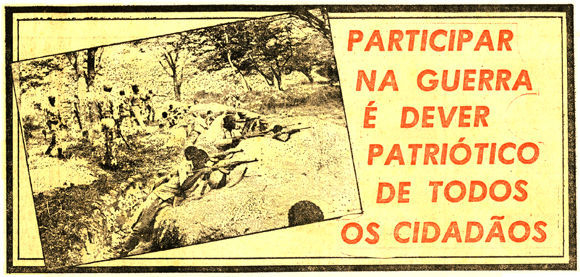 PARTICIPAR
NA GUERRA
É DEVER
PATRIÓTICO
DE TODOS
OS CIDADÃOS